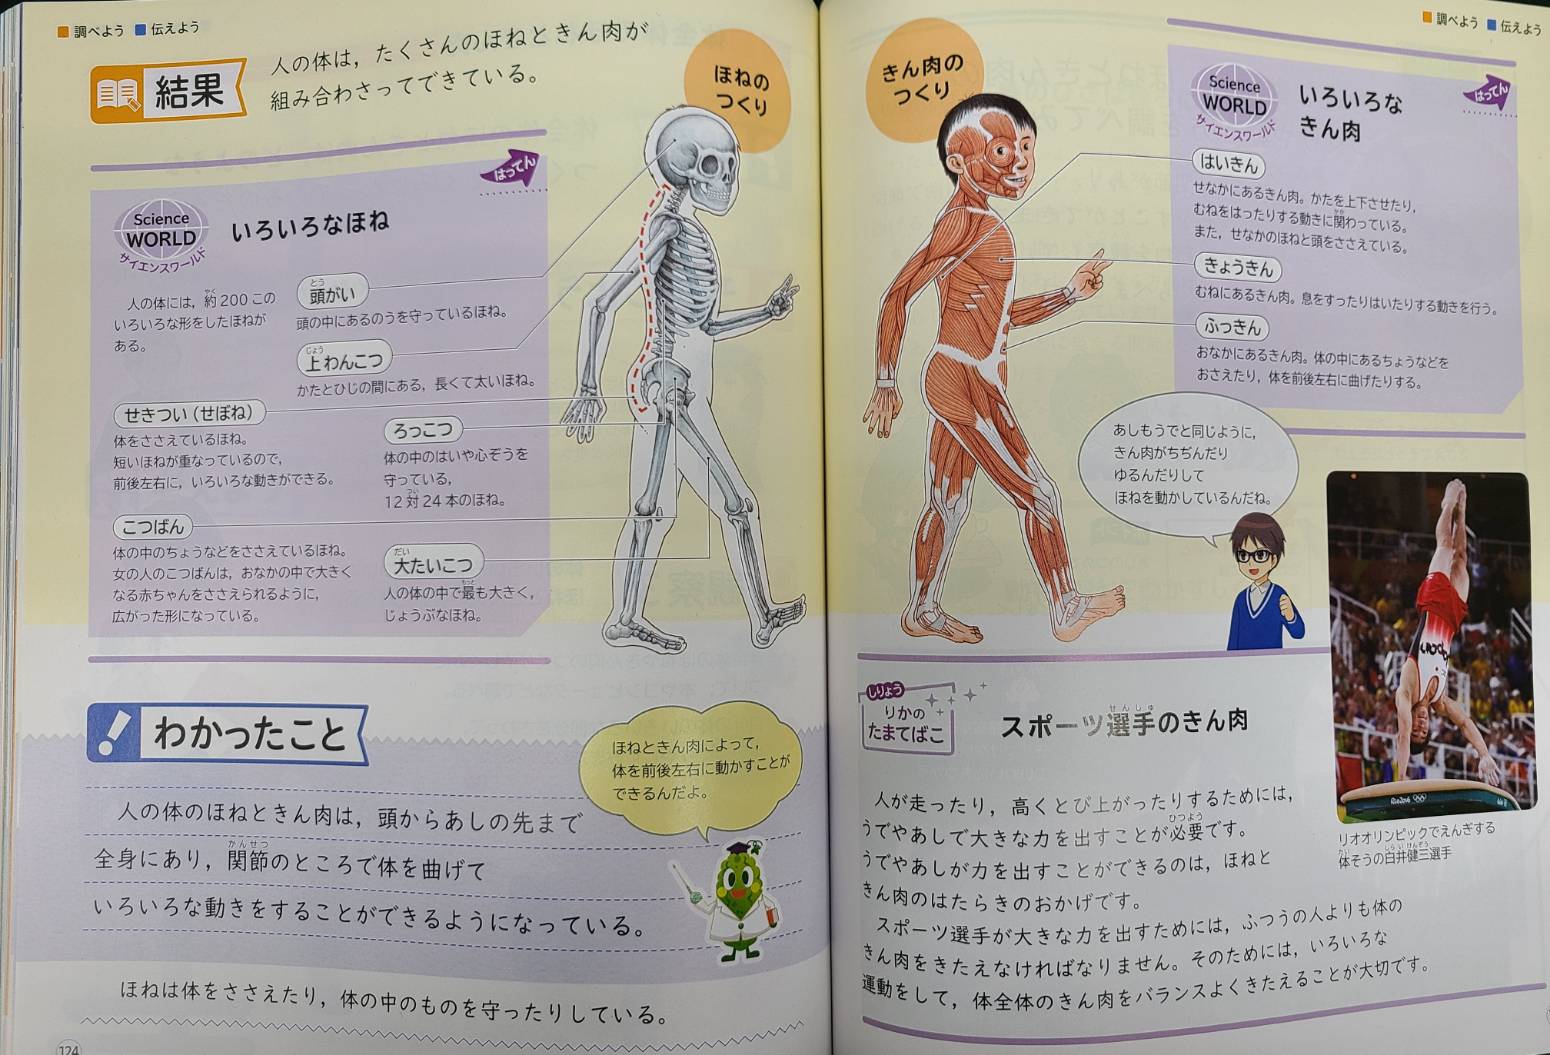 調べよう 伝えよう
結果
人の体は，たくさんのほねときん肉が
組み合わさってできている。
ほねの
つくり
はってん
Science
WORLD
サイエンスワールド
いろいろなほね
人の体には，約200この
いろいろな形をしたほねが
ある。
頭がい
頭の中にあるのうを守っているほね。
上わんこつ
かたとひじの間にある，長くて太いほね。
せきつい（せぼね）
体をささえているほね。
短いほねが重なっているので，
前後左右に，いろいろな動きができる。
ろっこつ
体の中のはいや心ぞうを
守っている，
12対24本のほね。
こつばん
体の中のちょうなどをささえているほね。
女の人のこつばんは，おなかの中で大きく
なる赤ちゃんをささえられるように，
広がった形になっている。
大たいこつ
人の体の中で最も大きく，
じょうぶなほね。
わかったこと
ほねときん肉によって，
体を前後左右に動かすことが
できるんだよ。
人の体のほねときん肉は，頭からあしの先まで
全身にあり，関節のところで体を曲げて
いろいろな動きをすることができるようになっている。
ほねは体をささえたり，体の中のものを守ったりしている。
124
調べよう 伝えよう
きん肉の
つくり
Science
WORLD
サイエンスワールド
いろいろな
きん肉
はってん
はいきん
せなかにあるきん肉。かたを上下させたり，
むねをはったりする動きに関わっている。
また，せなかのほねと頭をささえている。
きょうきん
むねにあるきん肉。息をすったりはいたりする動きを行う。
ふっきん
おなかにあるきん肉。体の中にあるちょうなどを
おさえたり，体を前後左右に曲げたりする。
あしもうでと同じように，
きん肉がちぢんだり
ゆるんだりして
ほねを動かしているんだね。
しりょう
りかの
たまてばこ
スポーツ選手のきん肉
人が走ったり，高くとび上がったりするためには，
うでやあしで大きな力を出すことが必要です。
うでやあしが力を出すことができるのは，ほねと
きん肉のはたらきのおかげです。
スポーツ選手が大きな力を出すためには，ふつうの人よりも体の
きん肉をきたえなければなりません。そのためには，いろいろな
運動をして，体全体のきん肉をバランスよくきたえることが大切です。
リオオリンピックでえんぎする
体そうの白井健三選手